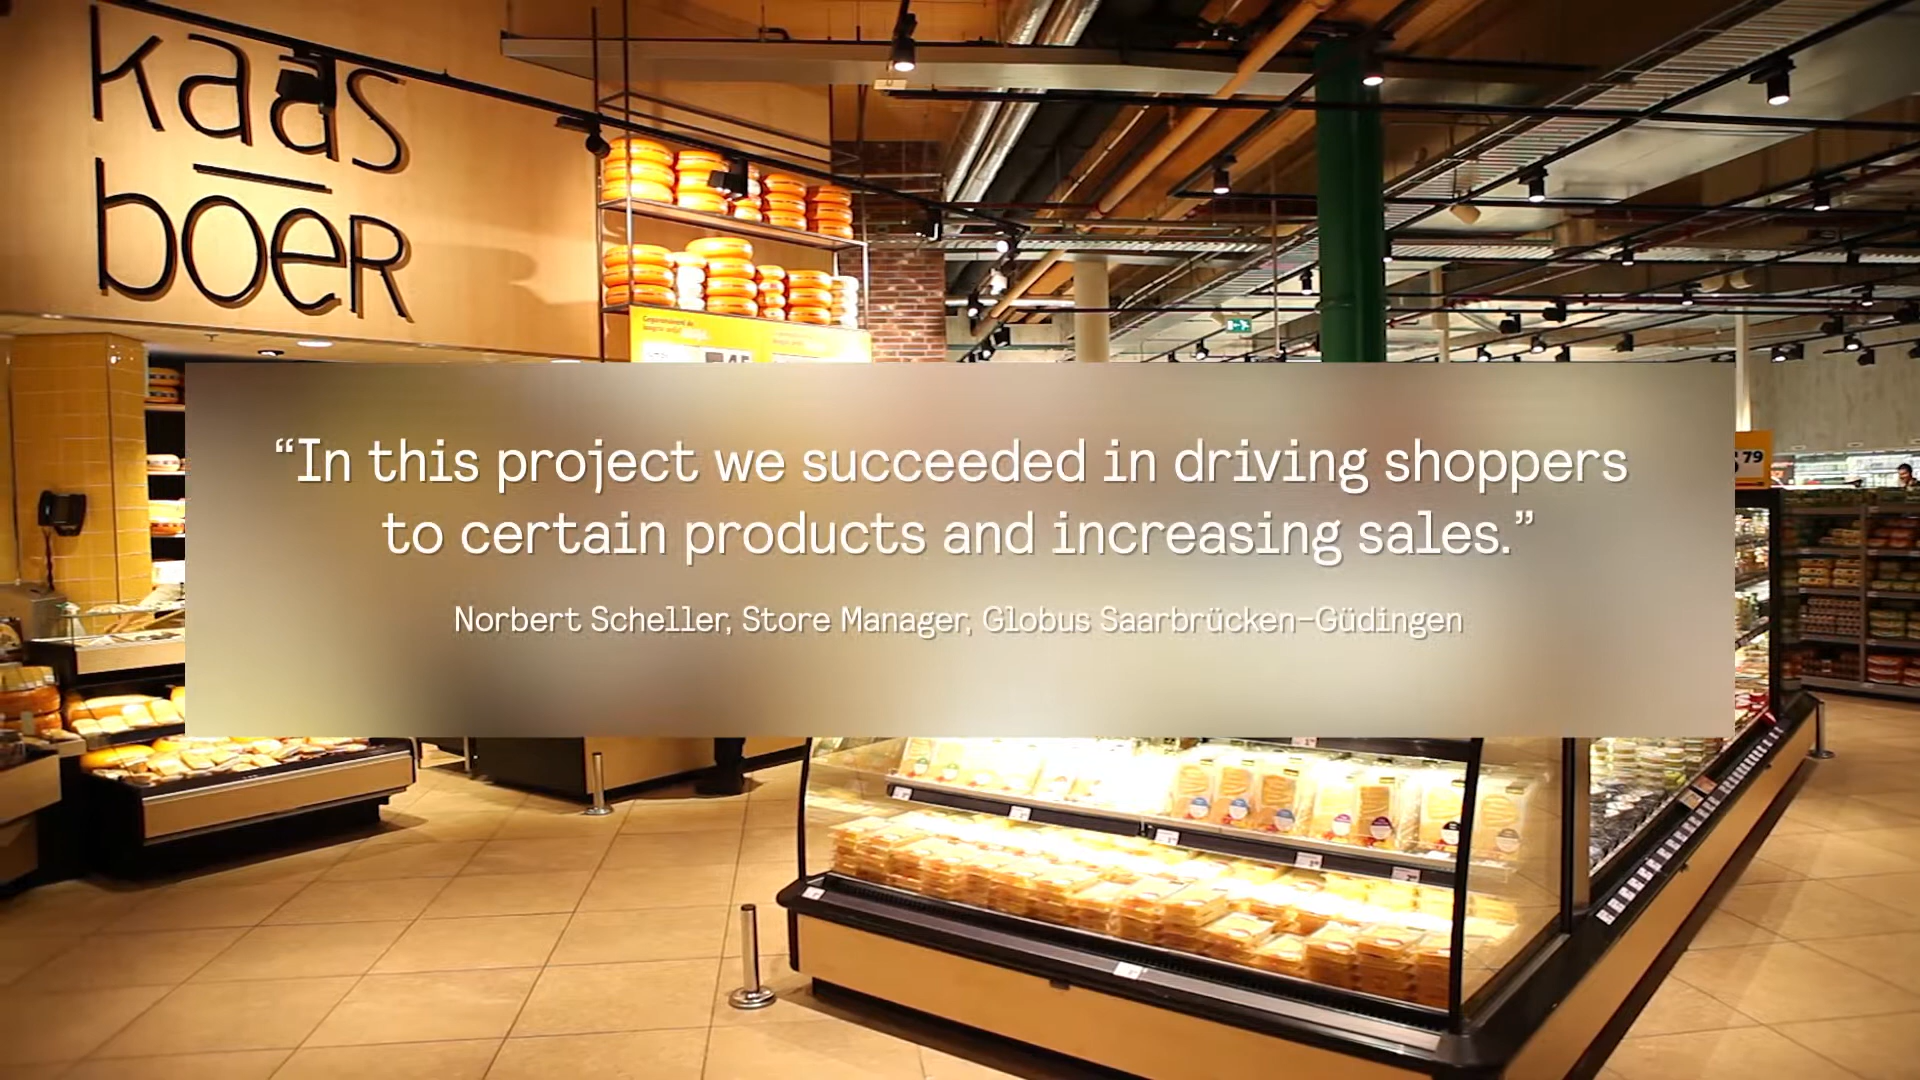 kaas
boer
“In this project we succeeded in driving shoppers
to certain products and increasing sales.”
Norbert Scheller, Store Manager, Globus Saarbrücken–Güdingen
79